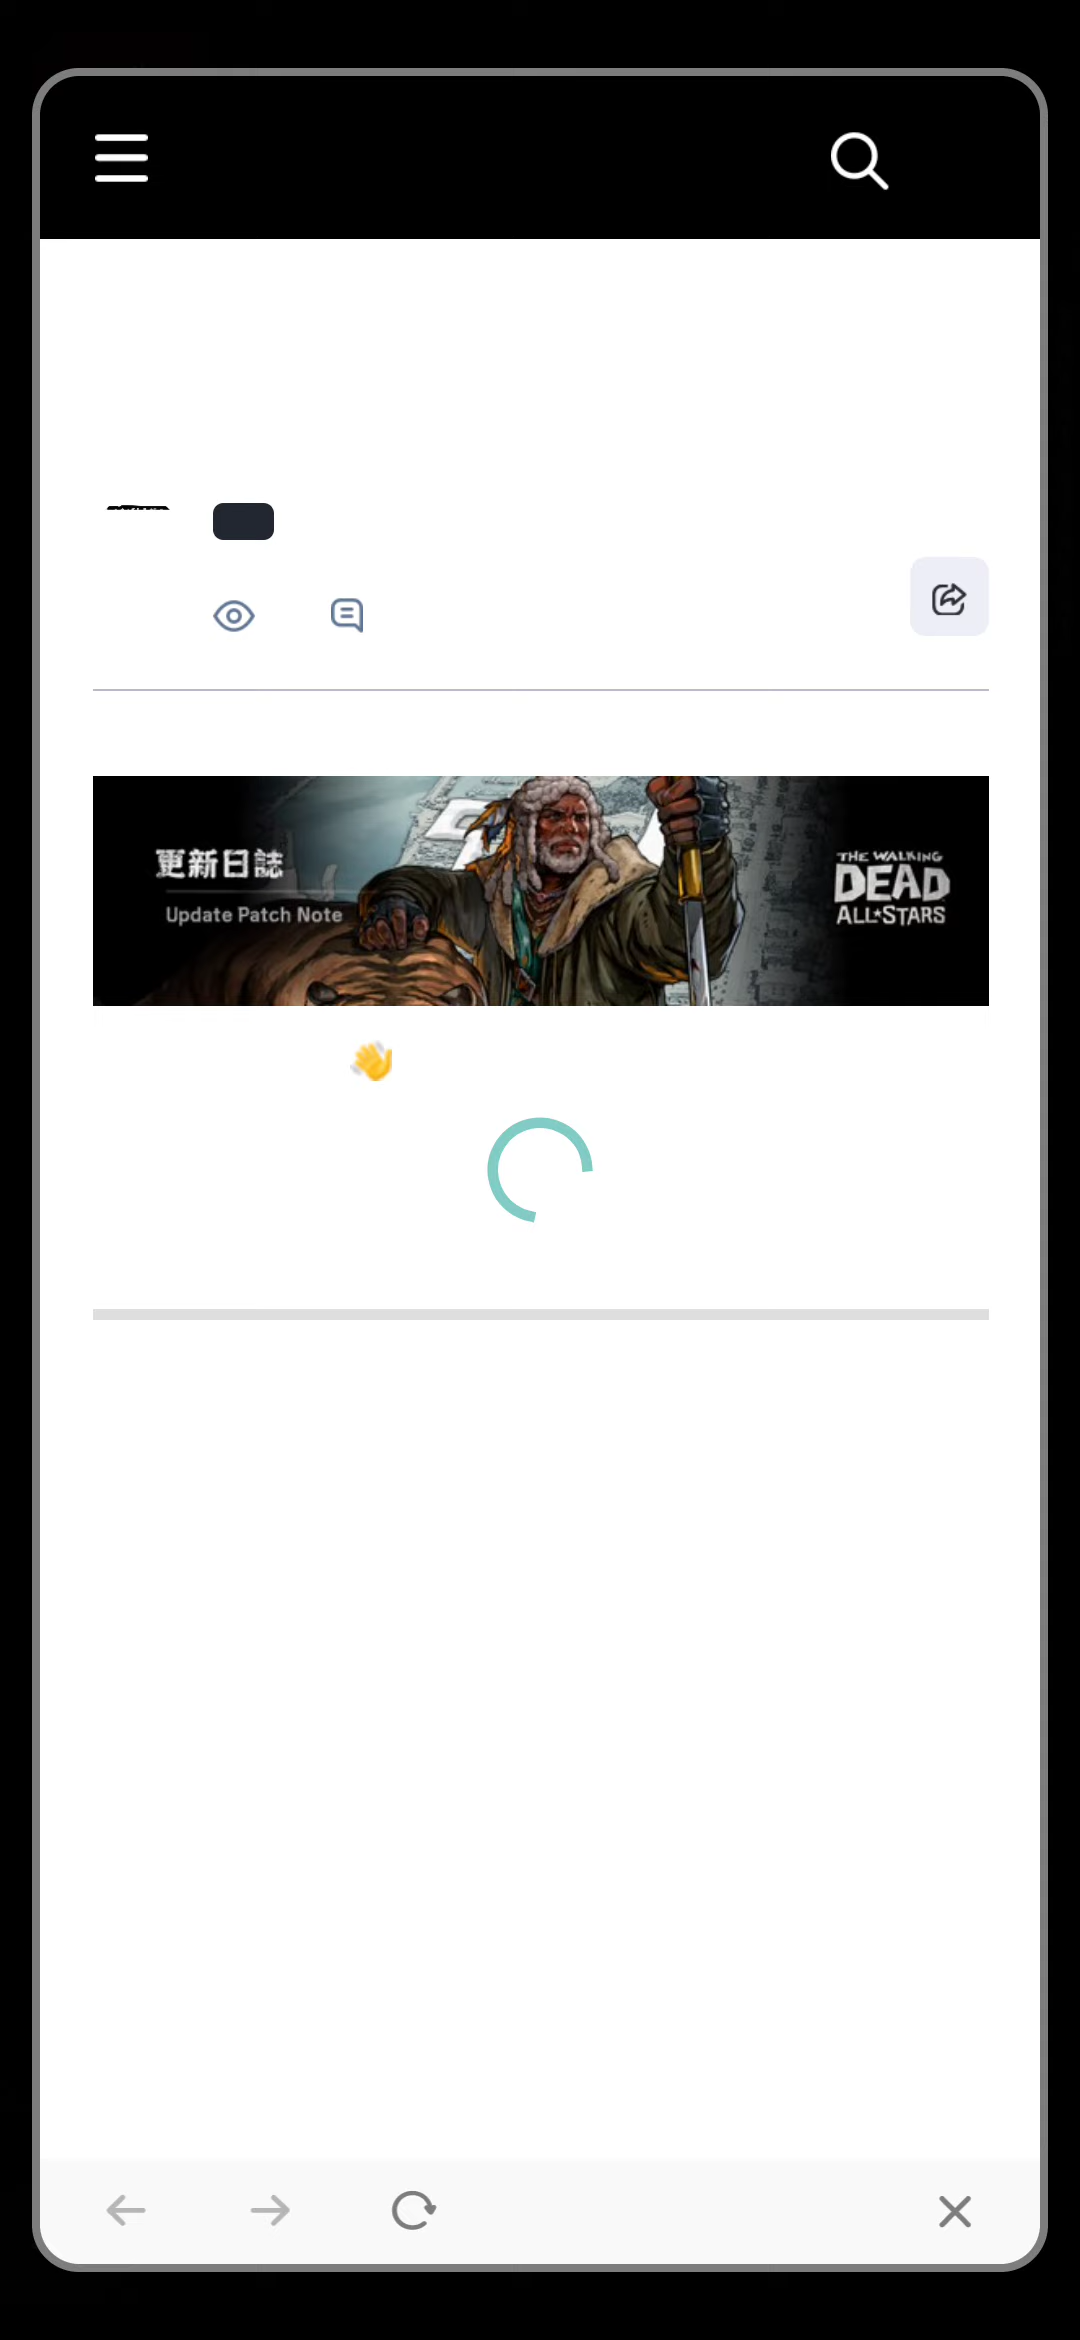 更新日誌
Update Patch Note
THE WALKING
DEAD
ALL★STARS